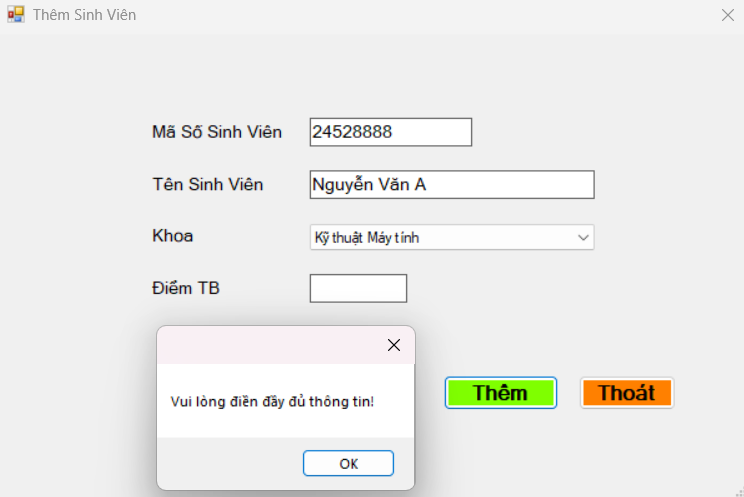 Thêm Sinh Viên
Mã Số Sinh Viên 24528888
Tên Sinh Viên Nguyễn Văn A
Khoa Kỹ thuật Máy tính
Điểm TB
Vui lòng điền đầy đủ thông tin!
Thêm Thoát
OK